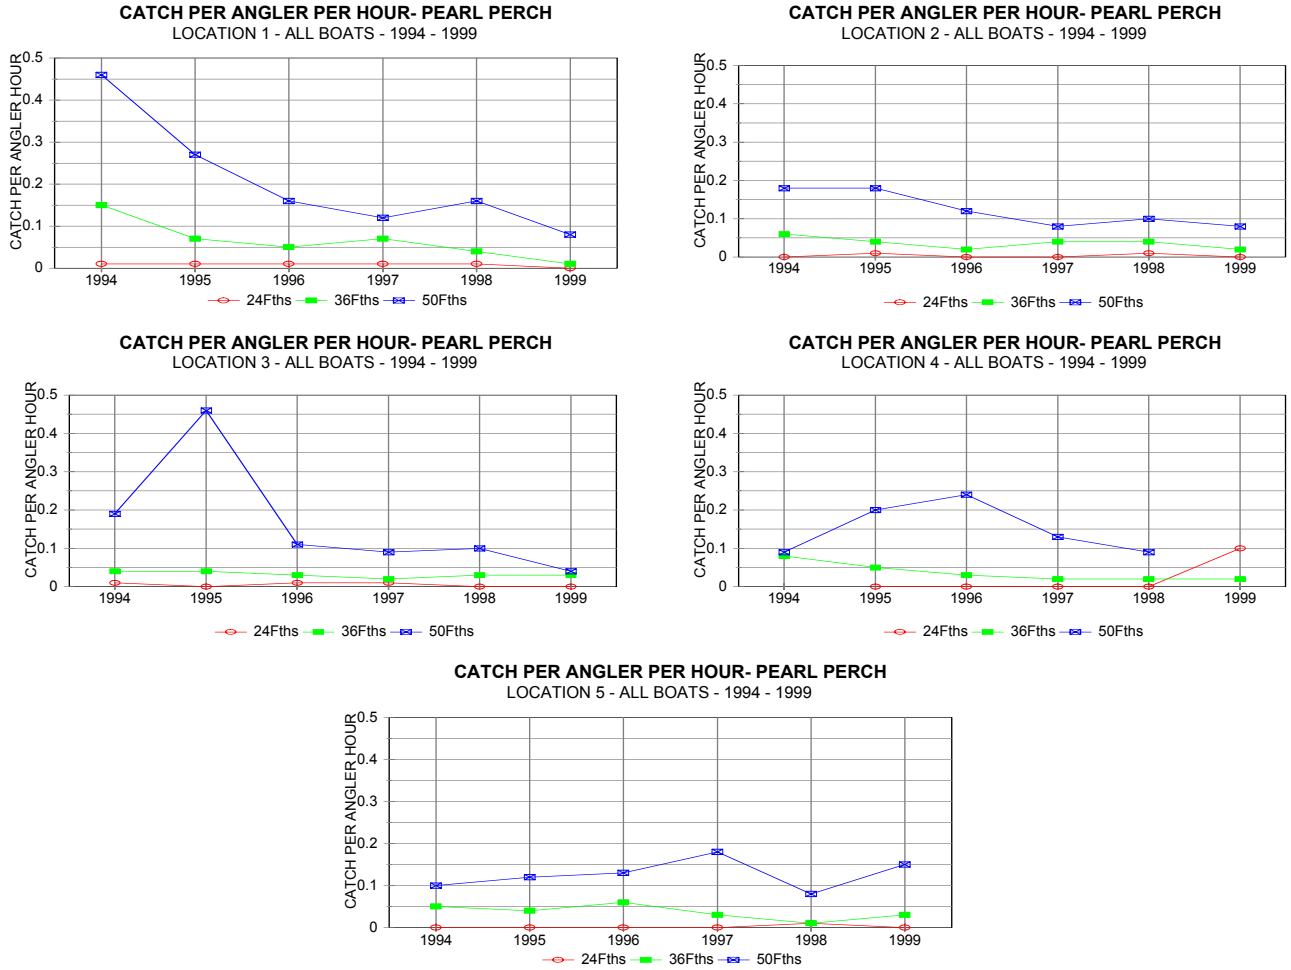 CATCH PER ANGLER PER HOUR- PEARL PERCH
LOCATION 1 - ALL BOATS - 1994 - 1999
CATCH PER ANGLER HOUR
0.5
0.4
0.3
0.2
0.1
0
1994 1995 1996 1997 1998 1999
24Fths 36Fths 50Fths
CATCH PER ANGLER PER HOUR- PEARL PERCH
LOCATION 2 - ALL BOATS - 1994 - 1999
CATCH PER ANGLER HOUR
0.5
0.4
0.3
0.2
0.1
0
1994 1995 1996 1997 1998 1999
24Fths 36Fths 50Fths
CATCH PER ANGLER PER HOUR- PEARL PERCH
LOCATION 3 - ALL BOATS - 1994 - 1999
CATCH PER ANGLER HOUR
0.5
0.4
0.3
0.2
0.1
0
1994 1995 1996 1997 1998 1999
24Fths 36Fths 50Fths
CATCH PER ANGLER PER HOUR- PEARL PERCH
LOCATION 4 - ALL BOATS - 1994 - 1999
CATCH PER ANGLER HOUR
0.5
0.4
0.3
0.2
0.1
0
1994 1995 1996 1997 1998 1999
24Fths 36Fths 50Fths
CATCH PER ANGLER PER HOUR- PEARL PERCH
LOCATION 5 - ALL BOATS - 1994 - 1999
CATCH PER ANGLER HOUR
0.5
0.4
0.3
0.2
0.1
0
1994 1995 1996 1997 1998 1999
24Fths 36Fths 50Fths